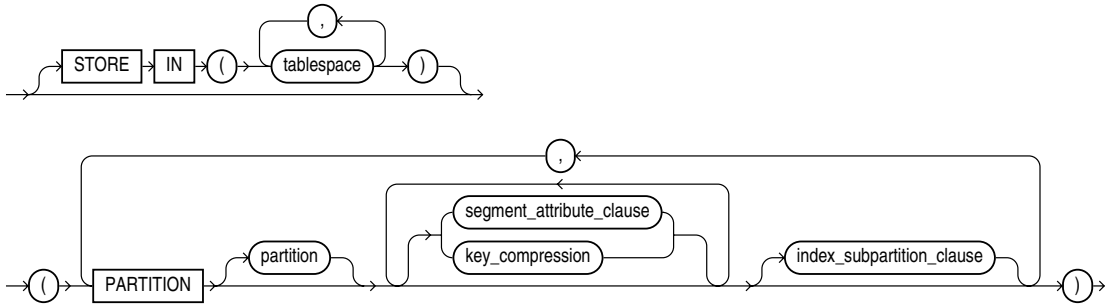 ,
STORE IN ( tablespace )
,
segment_attribute_clause
partition key_compression index_subpartition_clause
( PARTITION )